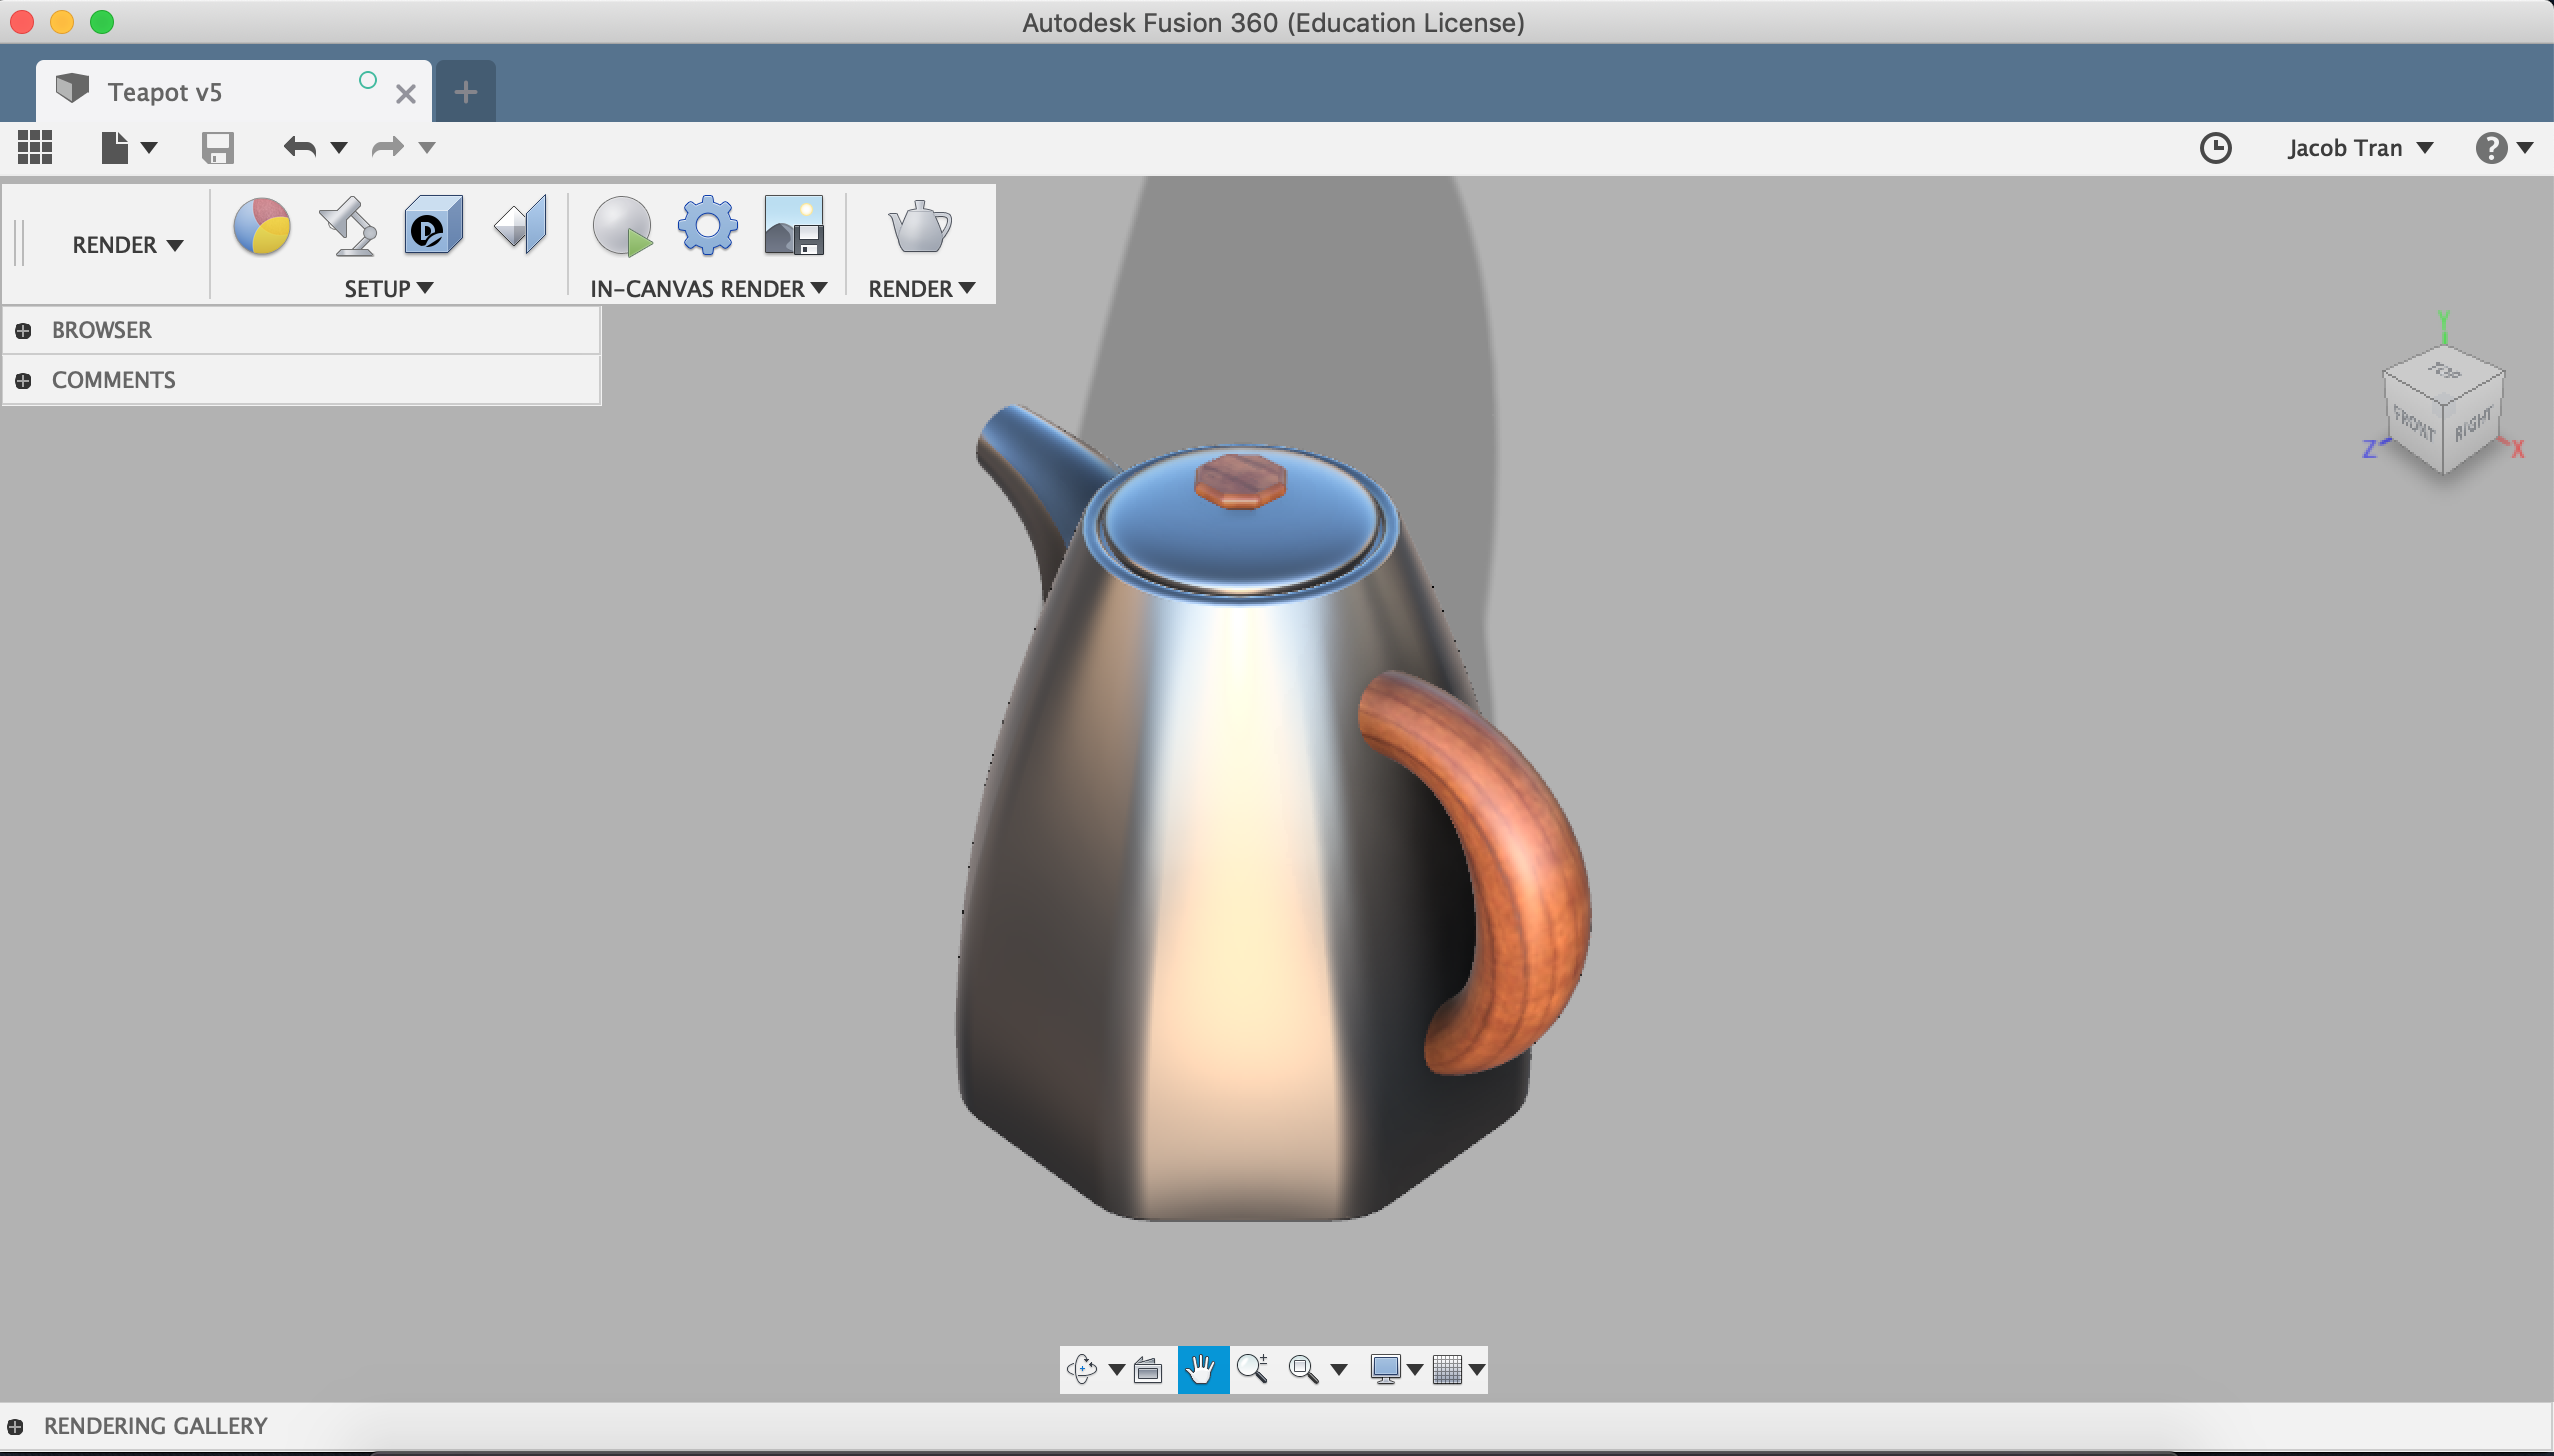 Autodesk Fusion 360 (Education License)
Teapot v5
Jacob Tran
RENDER
SETUP
IN-CANVAS RENDER
RENDER
BROWSER
COMMENTS
Y
TOP
FRONT
RIGHT
Z
X
RENDERING GALLERY